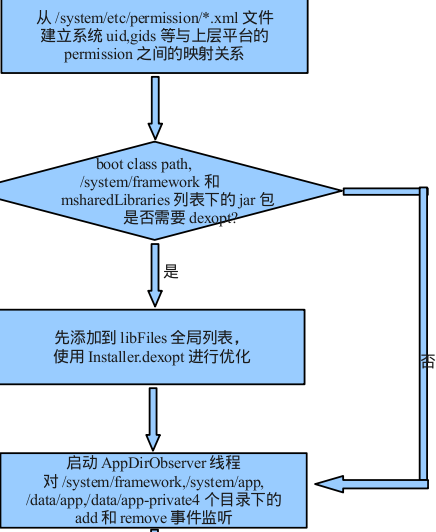 从 /system/etc/permission/*.xml 文件
建立系统 uid,gids 等与上层平台的
permission 之间的映射关系
boot class path,
/system/framework 和
msharedLibraries 列表下的 jar 包
是否需要 dexopt?
是
先添加到 libFiles 全局列表，
使用 Installer.dexopt 进行优化
否
启动 AppDirObserver 线程
对 /system/framework,/system/app,
/data/app,/data/app-private4 个目录下的
add 和 remove 事件监听